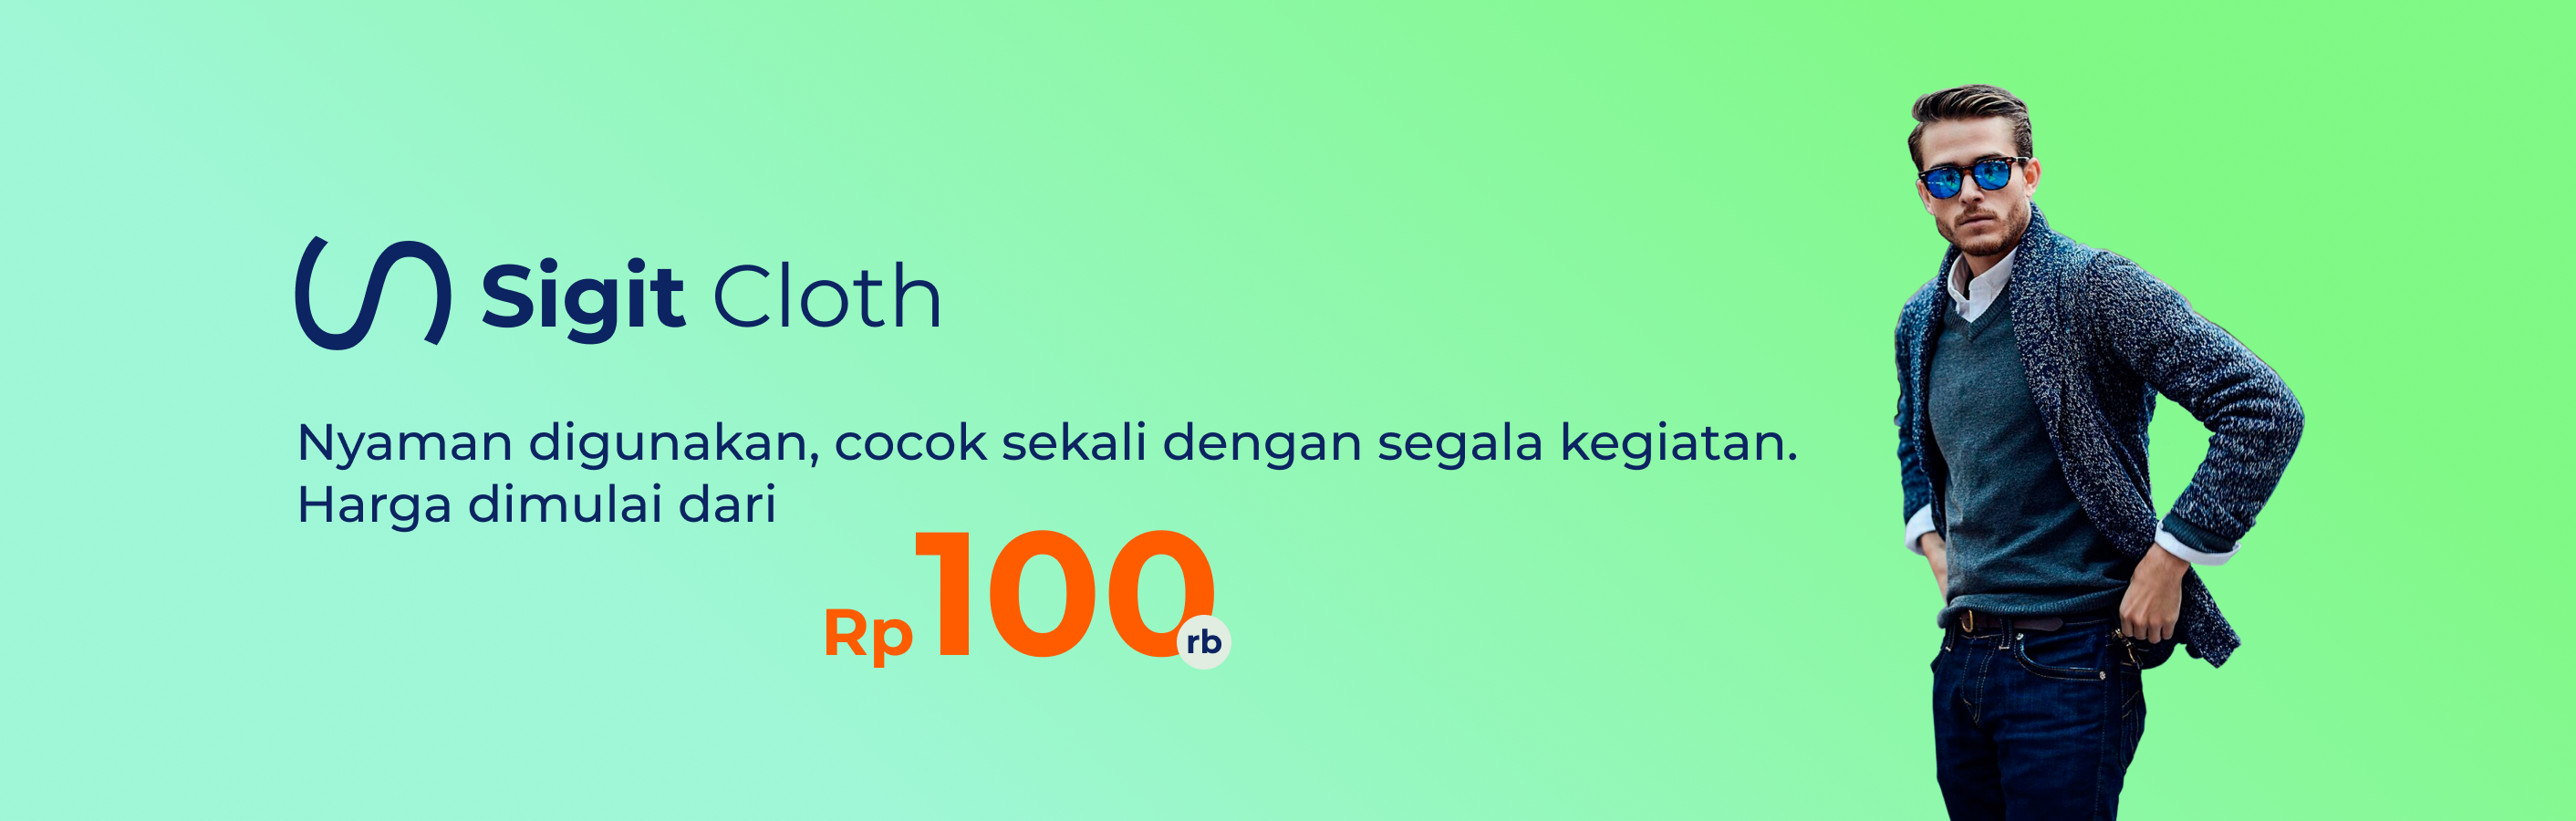 Sigit Cloth
Nyaman digunakan, cocok sekali dengan segala kegiatan.
Harga dimulai dari
Rp100rb